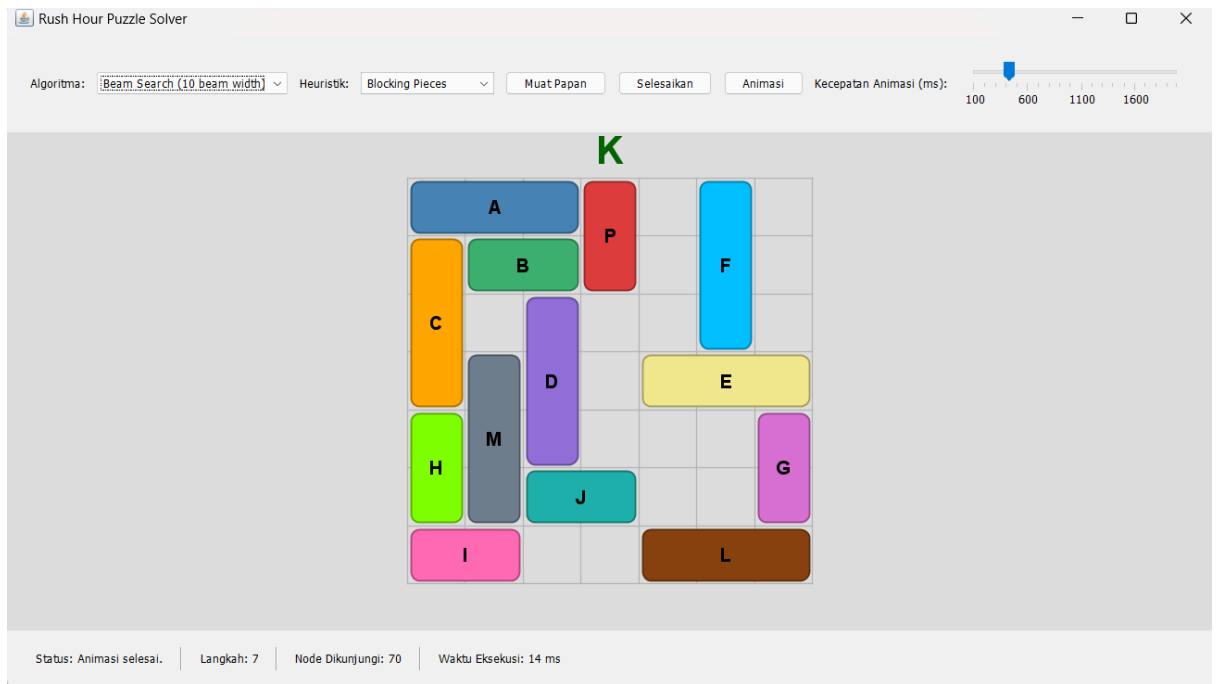 Rush Hour Puzzle Solver
Algoritma: Beam Search (10 beam width) Heuristik: Blocking Pieces Muat Papan Selesaikan Animasi Kecepatan Animasi (ms):
100 600 1100 1600
K
A
P
B
F
C
D
E
M
H
G
J
I
L
Status: Animasi selesai. Langkah: 7 Node Dikunjungi: 70 Waktu Eksekusi: 14 ms